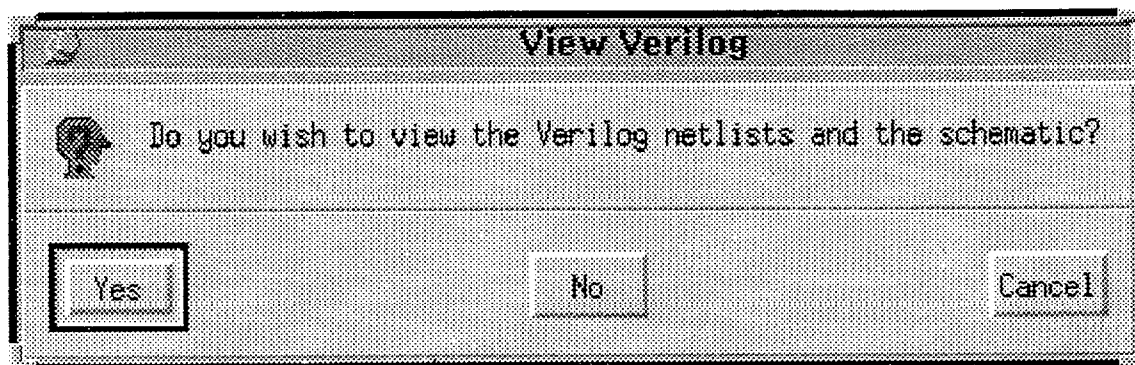 View Verilog
Do you wish to view the Verilog netlists and the schematic?
Yes
No
Cancel